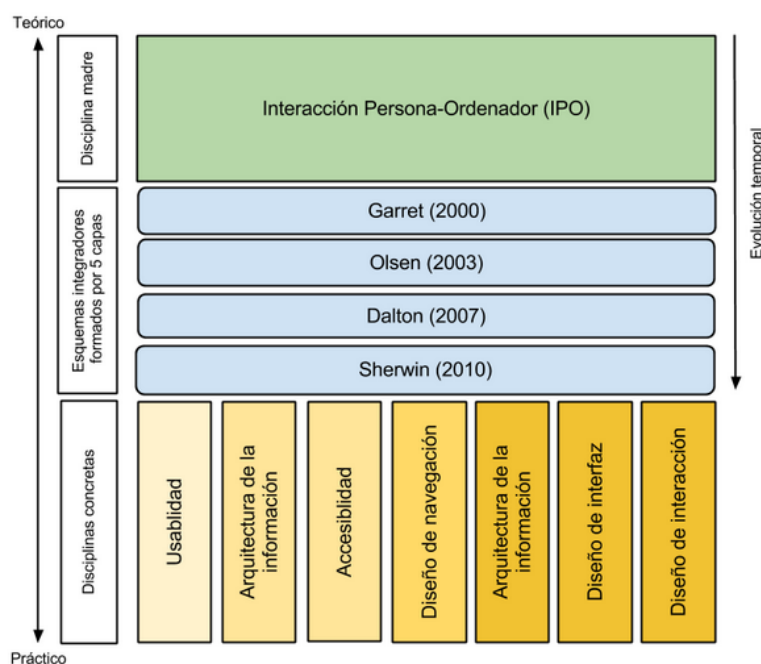 Teórico
Disciplina madre
Interacción Persona-Ordenador (IPO)
Evolución temporal
Esquemas integradores
formados por 5 capas
Garret (2000)
Olsen (2003)
Dalton (2007)
Sherwin (2010)
Disciplinas concretas
Usablidad
Arquitectura de la
información
Accesiblidad
Diseño de navegación
Arquitectura de la
información
Diseño de interfaz
Diseño de interacción
Práctico